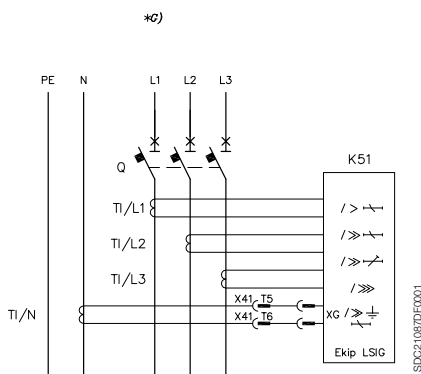 *G)
PE N L1 L2 L3
Q
K51
TI/L1
TI/L2
TI/L3
X41 T5
TI/N
X41 T6
XG
Ekip LSIG
SDC21087DF0001